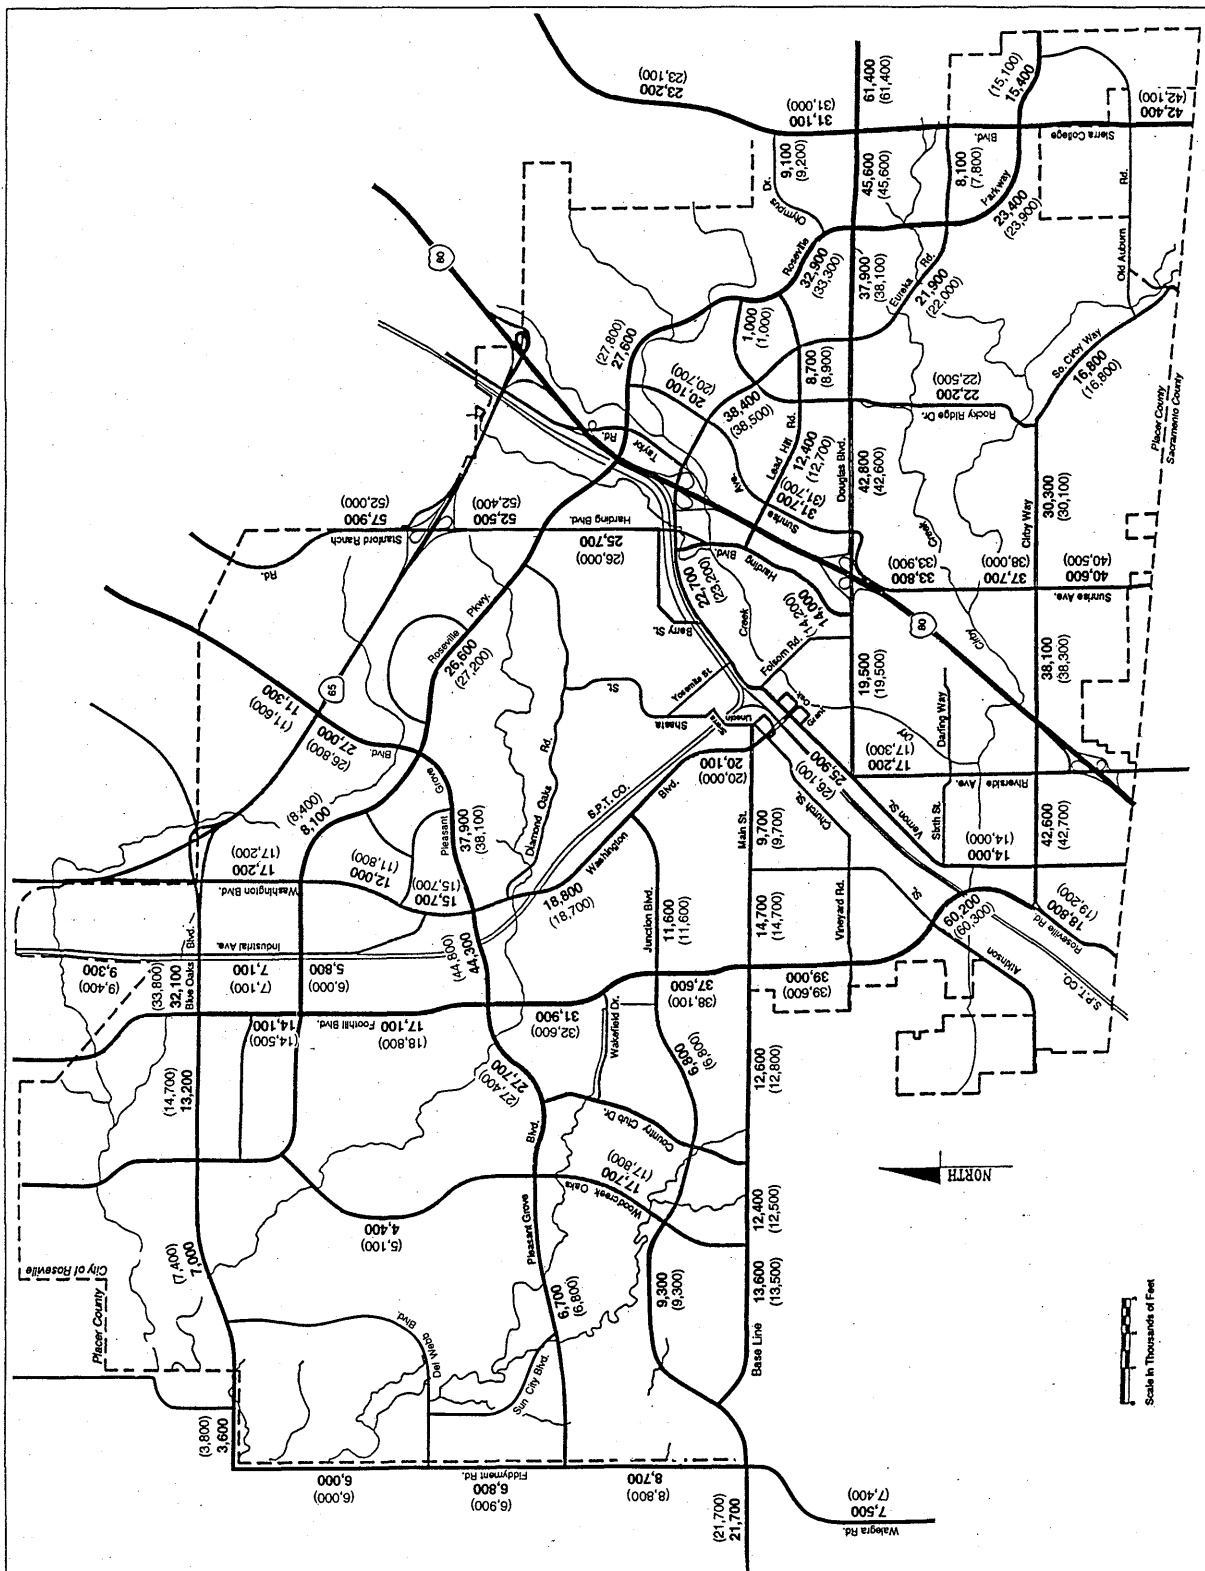 23,200
(23,100)
31,100
(31,000)
61,400
(61,400)
(15,100)
15,400
42,400
(42,100)
Sierra College
Blvd.
9,100
(9,200)
Olympus
Dr.
45,600
(45,600)
8,100
(7,800)
Parkway
23,400
(23,900)
Rd.
Old Auburn
80
Roseville
32,900
(33,300)
37,900
(38,100)
Eureka
Rd.
21,900
(22,000)
(27,800)
27,600
1,000
(1,000)
20,100
(20,700)
38,400
(38,500)
8,700
(8,900)
22,200
(22,500)
Rocky Ridge Dr.
So. Cirby Way
16,800
(16,800)
Placer County
Sacramento County
Taylor
Rd.
Lead Hill
Rd.
12,400
(12,700)
Douglas Blvd.
42,800
(42,600)
Ave.
Sunrise
31,700
(31,700)
Cirby Way
30,300
(30,100)
57,900
(52,000)
Stanford Ranch
Rd.
52,500
(52,400)
Harding Blvd.
25,700
(26,000)
Harding
Blvd.
Creek
33,800
(33,900)
37,700
(38,000)
40,600
(40,500)
Sunrise Ave.
22,700
(23,200)
14,000
(14,200)
Creek
80
Cirby
Berry St.
Folsom Rd.
19,500
(19,500)
38,100
(38,300)
Roseville
Pkwy.
26,600
(27,200)
11,300
(11,600)
65
27,000
(26,800)
Blvd.
Grove
Pleasant
37,900
(38,100)
Yosemite St
Shasta
St.
Lincoln
Sierra
Oak
Grant
Dry
Darling Way
17,200
(17,300)
Riverside
Ave.
25,900
(26,100)
Vernon St.
Church St.
Sixth St.
14,000
(14,000)
42,600
(42,700)
20,100
(20,000)
Blvd.
Washington
S.P.T. CO.
Diamond Oaks
Rd.
Main St.
9,700
(9,700)
8,100
(8,400)
17,200
(17,200)
Washington Blvd.
12,000
(11,800)
15,700
(15,700)
18,800
(18,700)
Junction Blvd.
11,600
(11,600)
14,700
(14,700)
Vineyard Rd.
St.
Atkinson
60,200
(60,300)
Roseville Rd
18,800
(19,200)
S.P.T. CO.
9,300
(9,400)
Blvd.
Industrial Ave.
7,100
(7,100)
5,800
(6,000)
44,300
(44,800)
(33,800)
32,100
Blue Oaks
14,100
(14,500)
Foothill Blvd.
17,100
(18,800)
31,900
(32,600)
Wakefield Dr.
37,600
(38,100)
39,000
(39,600)
(14,700)
13,200
27,700
(27,400)
Blvd.
6,800
(6,800)
12,600
(12,800)
Country Club Dr.
17,700
(17,800)
Woodcreek Oaks
Pleasant Grove
12,400
(12,500)
NORTH
4,400
(5,100)
City of Roseville
Placer County
(7,400)
7,000
6,700
(6,800)
9,300
(9,300)
13,600
(13,500)
Base Line
Del Webb Blvd.
Sun City Blvd.
(3,800)
3,600
6,000
(6,000)
Fiddyment Rd.
6,800
(6,900)
8,700
(8,800)
(21,700)
21,700
7,500
(7,400)
Walegra Rd.
Scale in Thousands of Feet